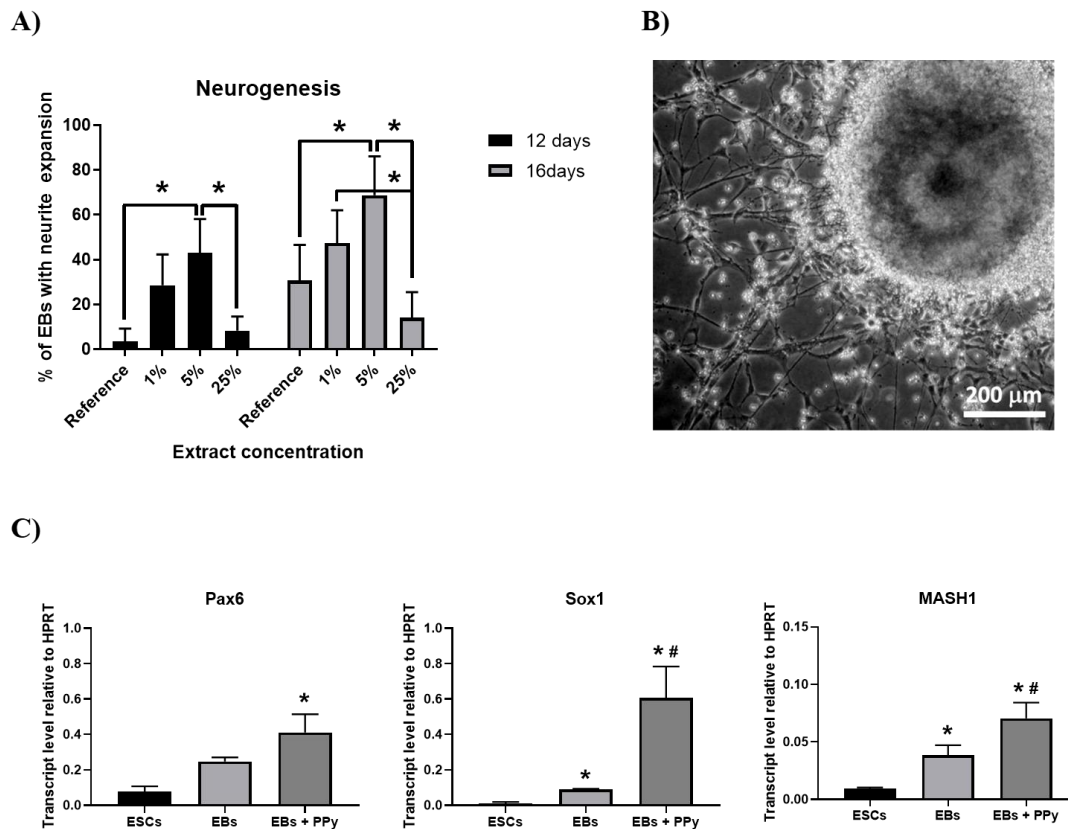 A)
B)
Neurogenesis
% of EBs with neurite expansion
100
80
60
40
20
0
* * * * *
12 days
16days
Reference 1% 5% 25% Reference 1% 5% 25%
Extract concentration
200 μm
C)
Pax6
Transcript level relative to HPRT
1.0
0.8
0.6
0.4
0.2
0.0
*
ESCs EBs EBs + PPy
Sox1
Transcript level relative to HPRT
1.0
0.8
0.6
0.4
0.2
0.0
*
* #
ESCs EBs EBs + PPy
MASH1
Transcript level relative to HPRT
0.15
0.10
0.05
0.00
*
* #
ESCs EBs EBs + PPy